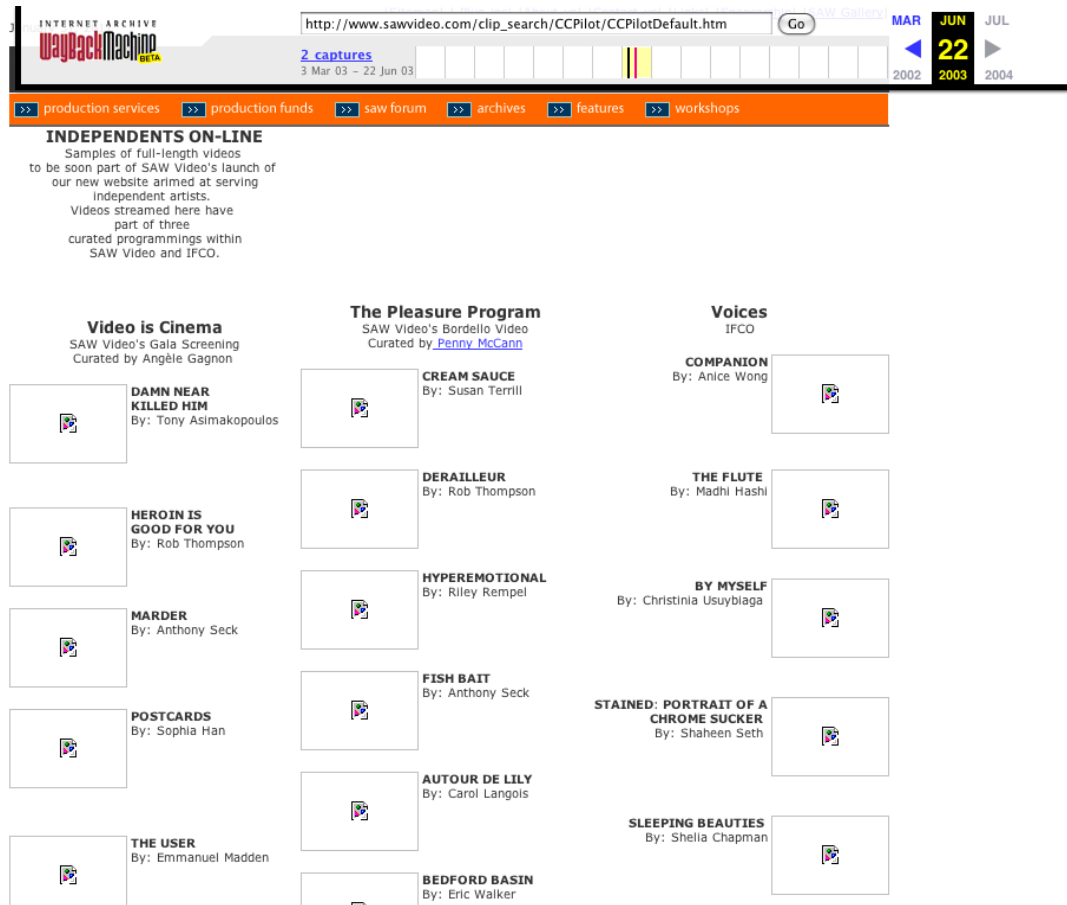 INTERNET ARCHIVE
WayBackMachine
BETA
http://www.sawvideo.com/clip_search/CCPilot/CCPilotDefault.htm
Go
2 captures
3 Mar 03 – 22 Jun 03
MAR
JUN
JUL
22
2002
2003
2004
>> production services
>> production funds
>> saw forum
>> archives
>> features
>> workshops
INDEPENDENTS ON-LINE
Samples of full-length videos
to be soon part of SAW Video's launch of
our new website arimed at serving
independent artists.
Videos streamed here have
part of three
curated programmings within
SAW Video and IFCO.
Video is Cinema
SAW Video's Gala Screening
Curated by Angèle Gagnon
DAMN NEAR
KILLED HIM
By: Tony Asimakopoulos
HEROIN IS
GOOD FOR YOU
By: Rob Thompson
MARDER
By: Anthony Seck
POSTCARDS
By: Sophia Han
THE USER
By: Emmanuel Madden
The Pleasure Program
SAW Video's Bordello Video
Curated by Penny McCann
CREAM SAUCE
By: Susan Terrill
DERAILLEUR
By: Rob Thompson
HYPEREMOTIONAL
By: Riley Rempel
FISH BAIT
By: Anthony Seck
AUTOUR DE LILY
By: Carol Langois
BEDFORD BASIN
By: Eric Walker
Voices
IFCO
COMPANION
By: Anice Wong
THE FLUTE
By: Madhi Hashi
BY MYSELF
By: Christinia Usuybiaga
STAINED: PORTRAIT OF A
CHROME SUCKER
By: Shaheen Seth
SLEEPING BEAUTIES
By: Shelia Chapman